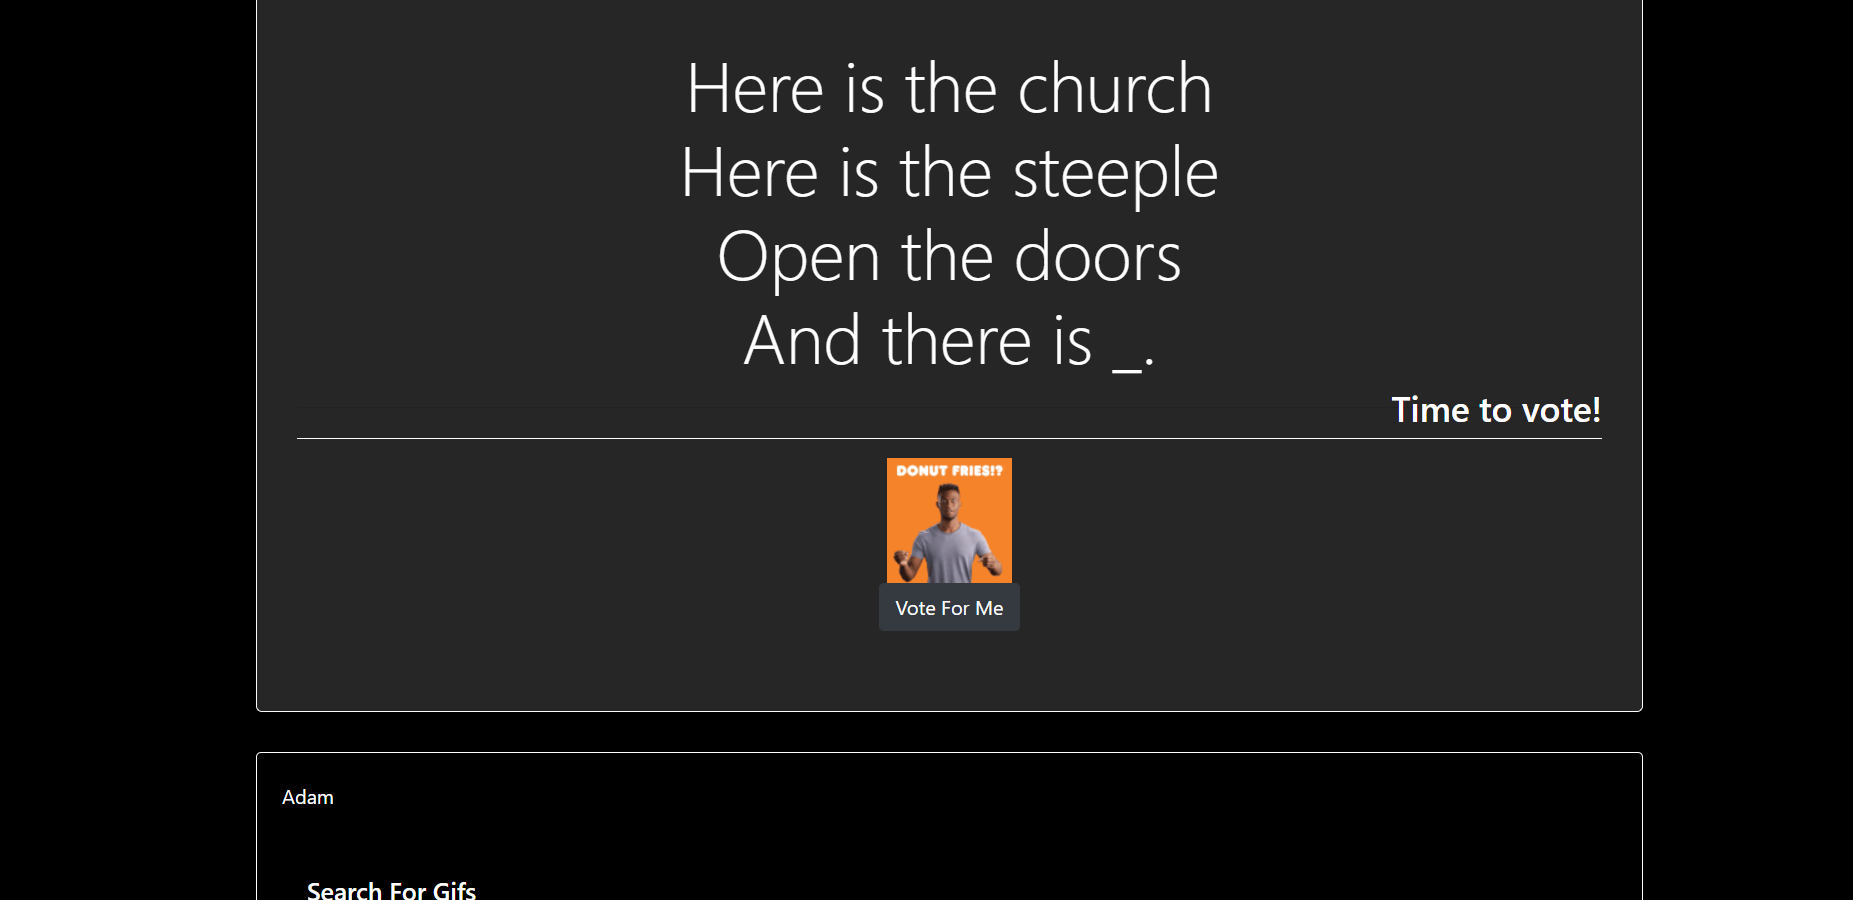 Here is the church
Here is the steeple
Open the doors
And there is _.
Time to vote!
DONUT FRIES!?
Vote For Me
Adam
Search For Gifs